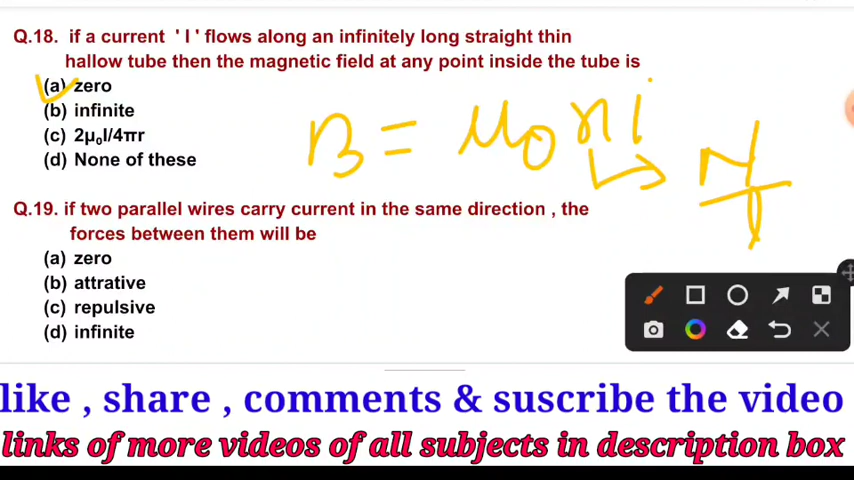 Q.18. if a current ' I ' flows along an infinitely long straight thin
hallow tube then the magnetic field at any point inside the tube is
(a) zero
(b) infinite
(c) 2μ₀I/4πr
(d) None of these
B = μ₀ni
N/l
Q.19. if two parallel wires carry current in the same direction , the
forces between them will be
(a) zero
(b) attrative
(c) repulsive
(d) infinite
like , share , comments & suscribe the video
links of more videos of all subjects in description box